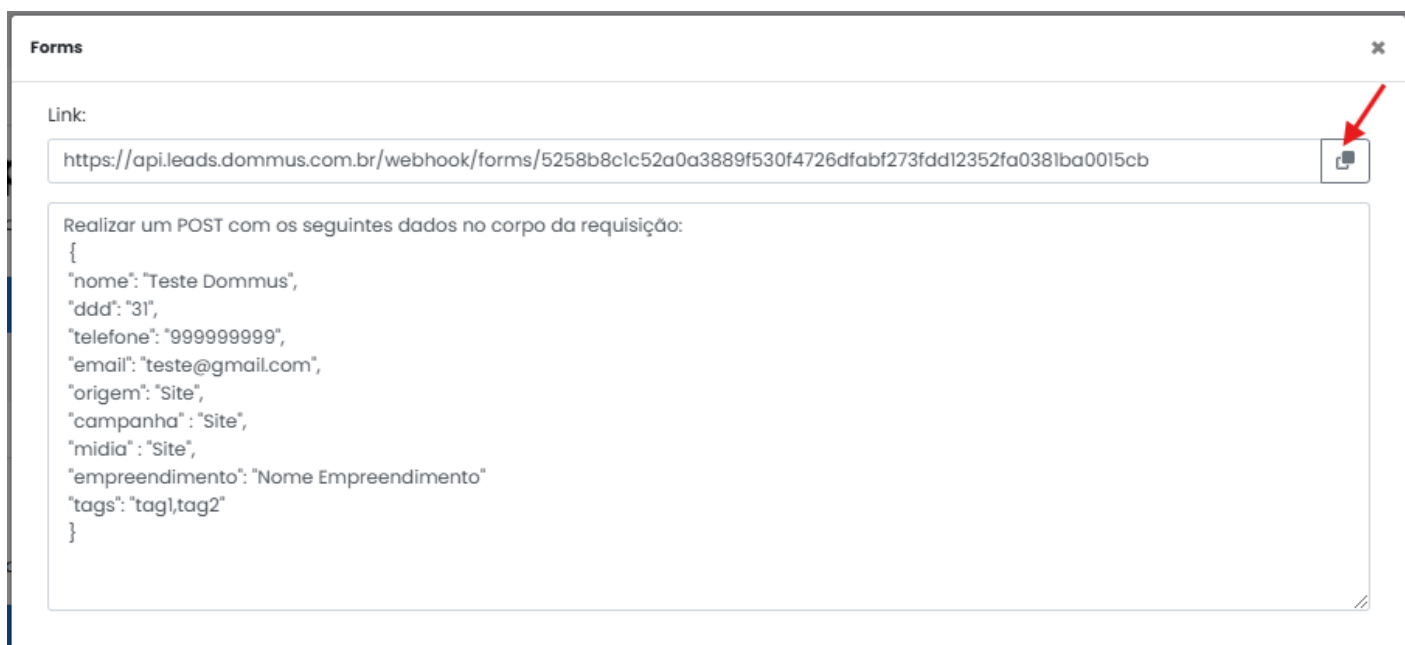 Forms
Link:
https://api.leads.dommus.com.br/webhook/forms/5258b8c1c52a0a3889f530f4726dfabf273fdd12352fa0381ba0015cb
Realizar um POST com os seguintes dados no corpo da requisição:
{
"nome": "Teste Dommus",
"ddd": "31",
"telefone": "999999999",
"email": "teste@gmail.com",
"origem": "Site",
"campanha" : "Site",
"midia" : "Site",
"empreendimento": "Nome Empreendimento"
"tags": "tag1,tag2"
}